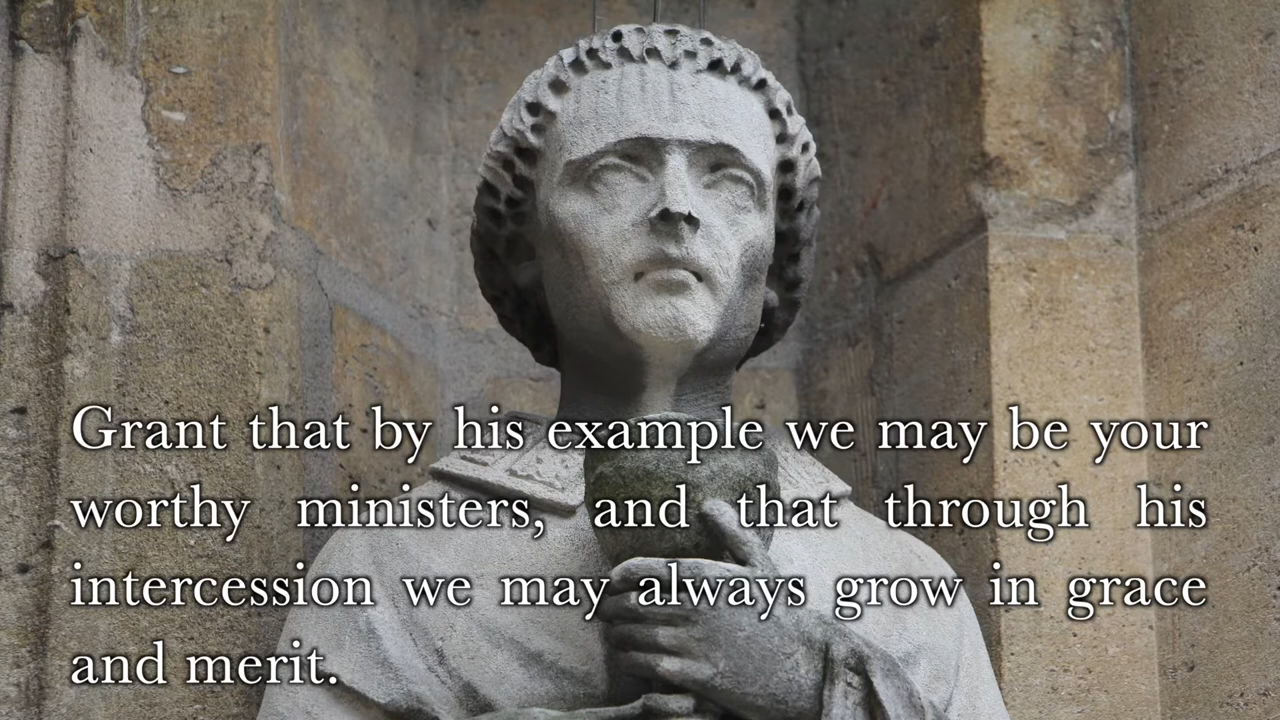 Grant that by his example we may be your
worthy ministers, and that through his
intercession we may always grow in grace
and merit.